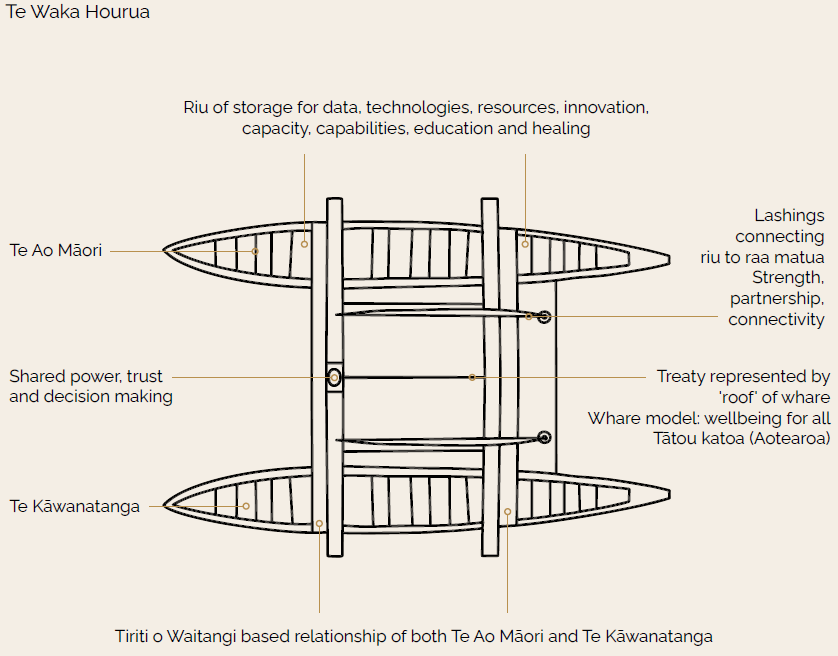 Te Waka Hourua
Riu of storage for data, technologies, resources, innovation,
capacity, capabilities, education and healing
Lashings
connecting
riu to raa matua
Strength,
partnership,
connectivity
Te Ao Māori
Shared power, trust
and decision making
Treaty represented by
'roof' of whare
Whare model: wellbeing for all
Tātou katoa (Aotearoa)
Te Kāwanatanga
Tiriti o Waitangi based relationship of both Te Ao Māori and Te Kāwanatanga